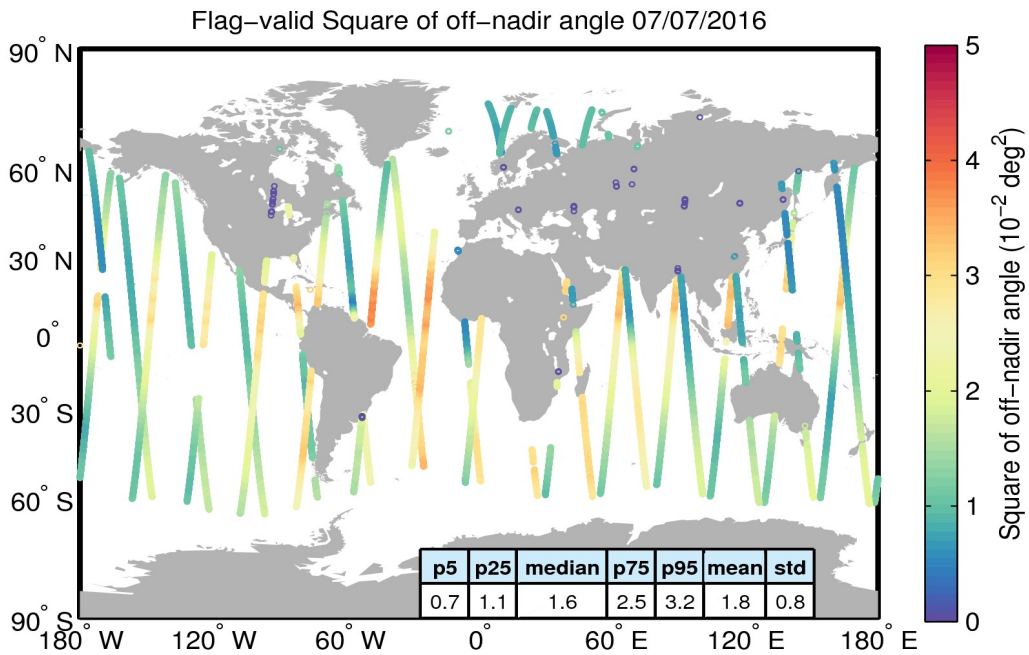 Flag−valid Square of off−nadir angle 07/07/2016
90° N
60° N
30° N
0°
30° S
60° S
90° S
180° W
120° W
60° W
0°
60° E
120° E
180° E
p5 p25 median p75 p95 mean std
0.7 1.1 1.6 2.5 3.2 1.8 0.8
5
4
3
2
1
0
Square of off−nadir angle (10⁻² deg²)